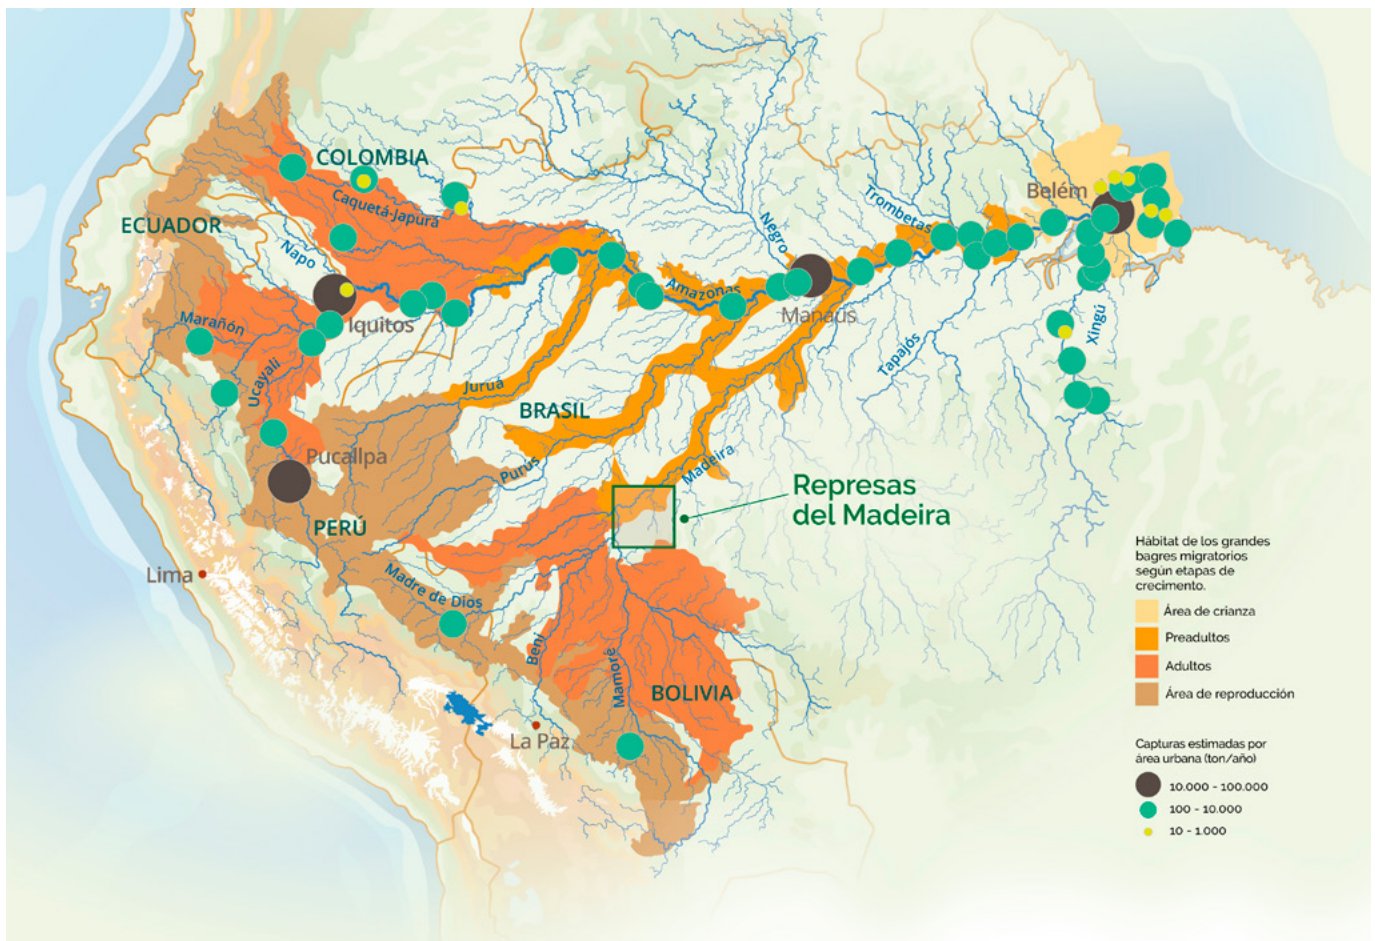 COLOMBIA
Caquetá-Japurá
ECUADOR
Napo
Iquitos
Marañón
Ucayali
Pucallpa
PERÚ
Lima
Madre de Dios
Beni
Mamoré
La Paz
BOLIVIA
BRASIL
Juruá
Purús
Madeira
Amazonas
Negro
Manaus
Trombetas
Tapajós
Xingú
Belém
Represas
del Madeira
Hábitat de los grandes
bagres migratorios
según etapas de
crecimento.
Área de crianza
Preadultos
Adultos
Área de reproducción
Capturas estimadas por
área urbana (ton/año)
10.000 - 100.000
100 - 10.000
10 - 1.000